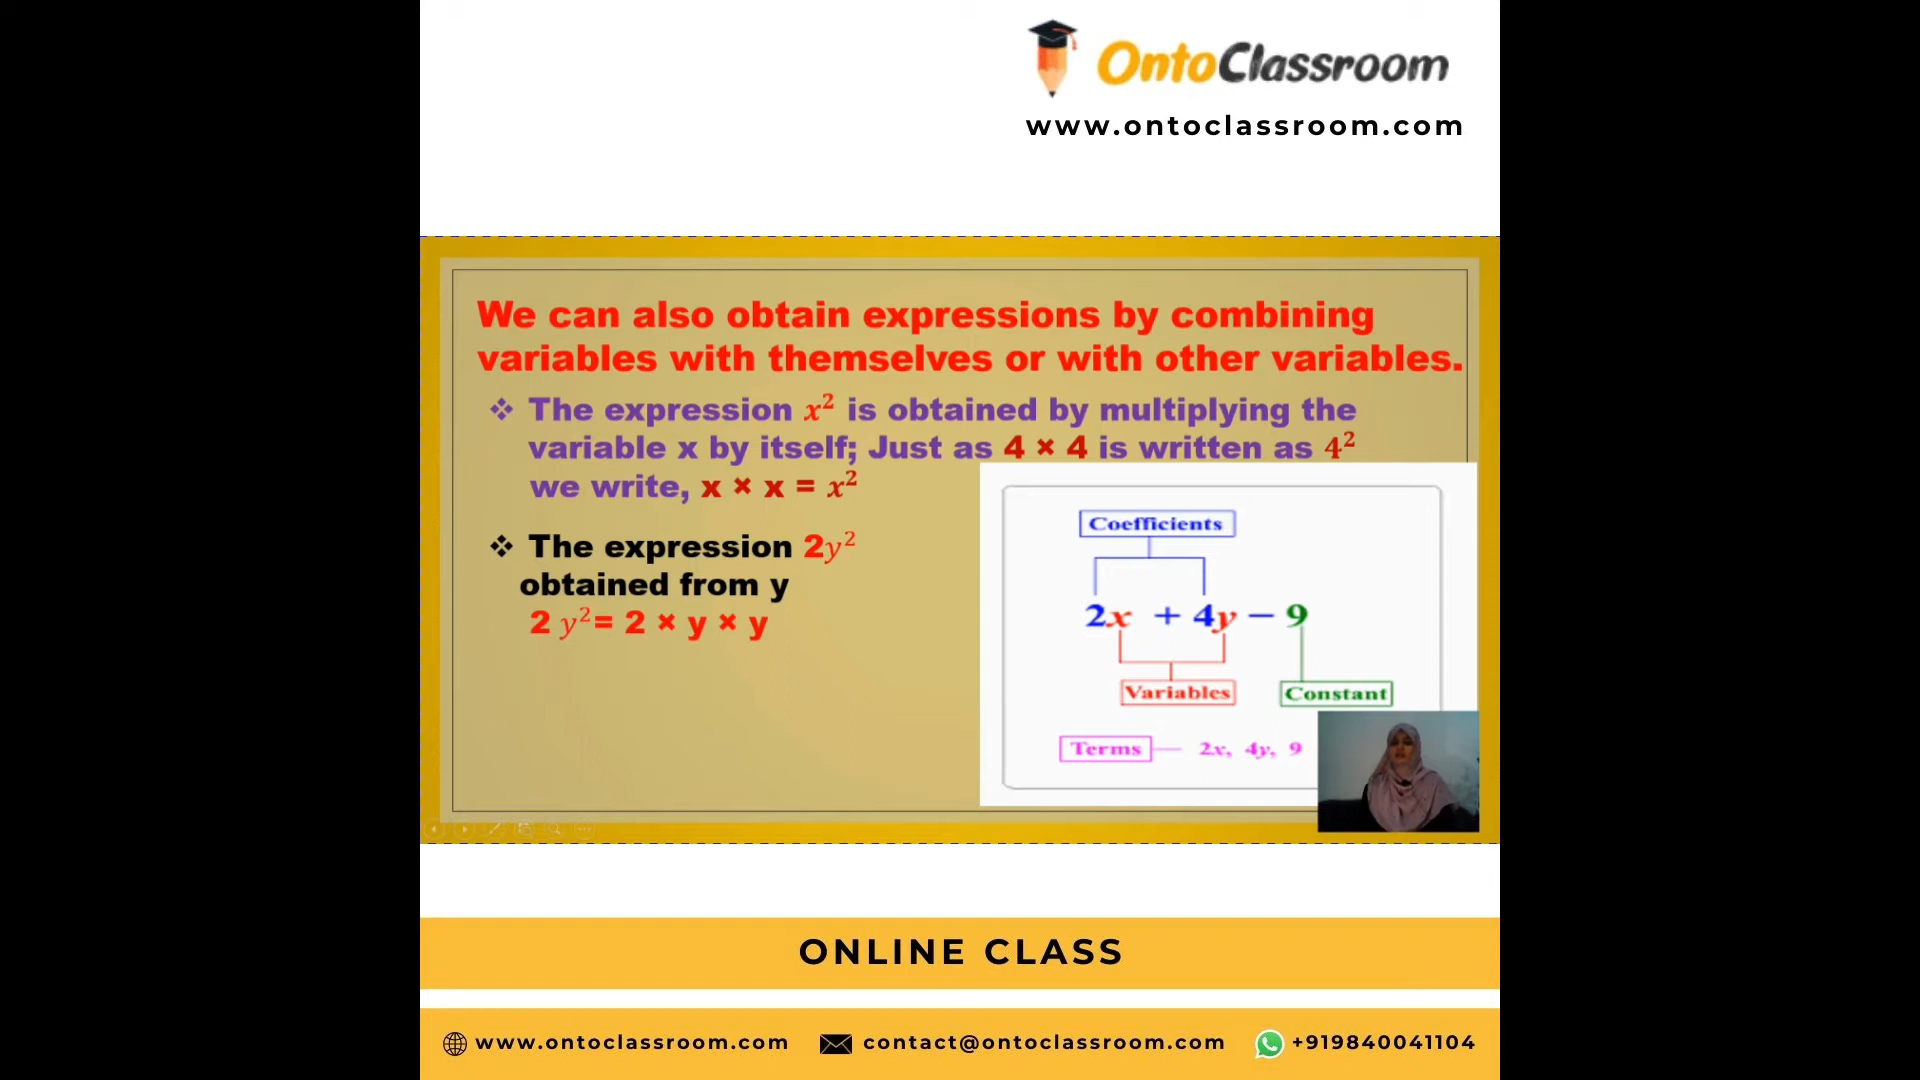 OntoClassroom
www.ontoclassroom.com
We can also obtain expressions by combining
variables with themselves or with other variables.
❖ The expression x² is obtained by multiplying the
variable x by itself; Just as 4 × 4 is written as 4²
we write, x × x = x²
❖ The expression 2y²
obtained from y
2 y²= 2 × y × y
Coefficients
2x + 4y – 9
Variables
Constant
Terms — 2x, 4y, 9
ONLINE CLASS
www.ontoclassroom.com
contact@ontoclassroom.com
+919840041104